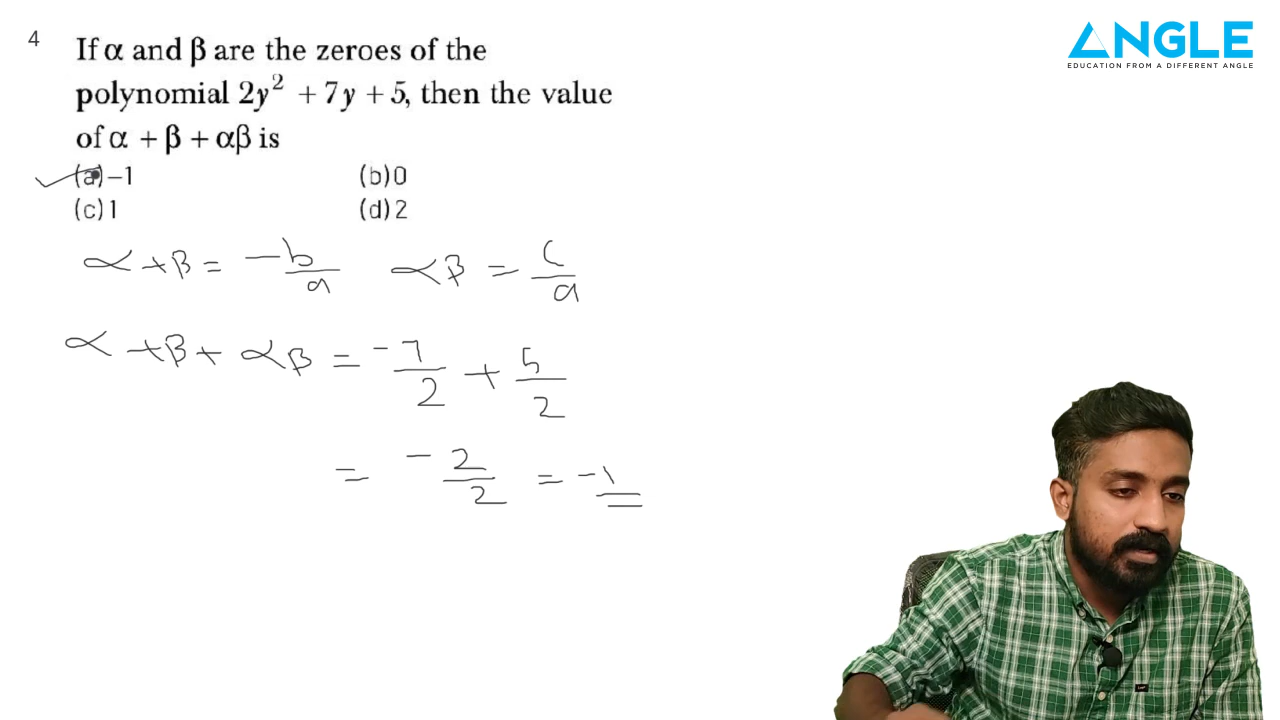 4
If α and β are the zeroes of the
polynomial 2y² + 7y + 5, then the value
of α + β + αβ is
(a) –1 (b) 0
(c) 1 (d) 2
α + β = -b/a αβ = c/a
α + β + αβ = -7/2 + 5/2
= -2/2 = -1
ANGLE
EDUCATION FROM A DIFFERENT ANGLE